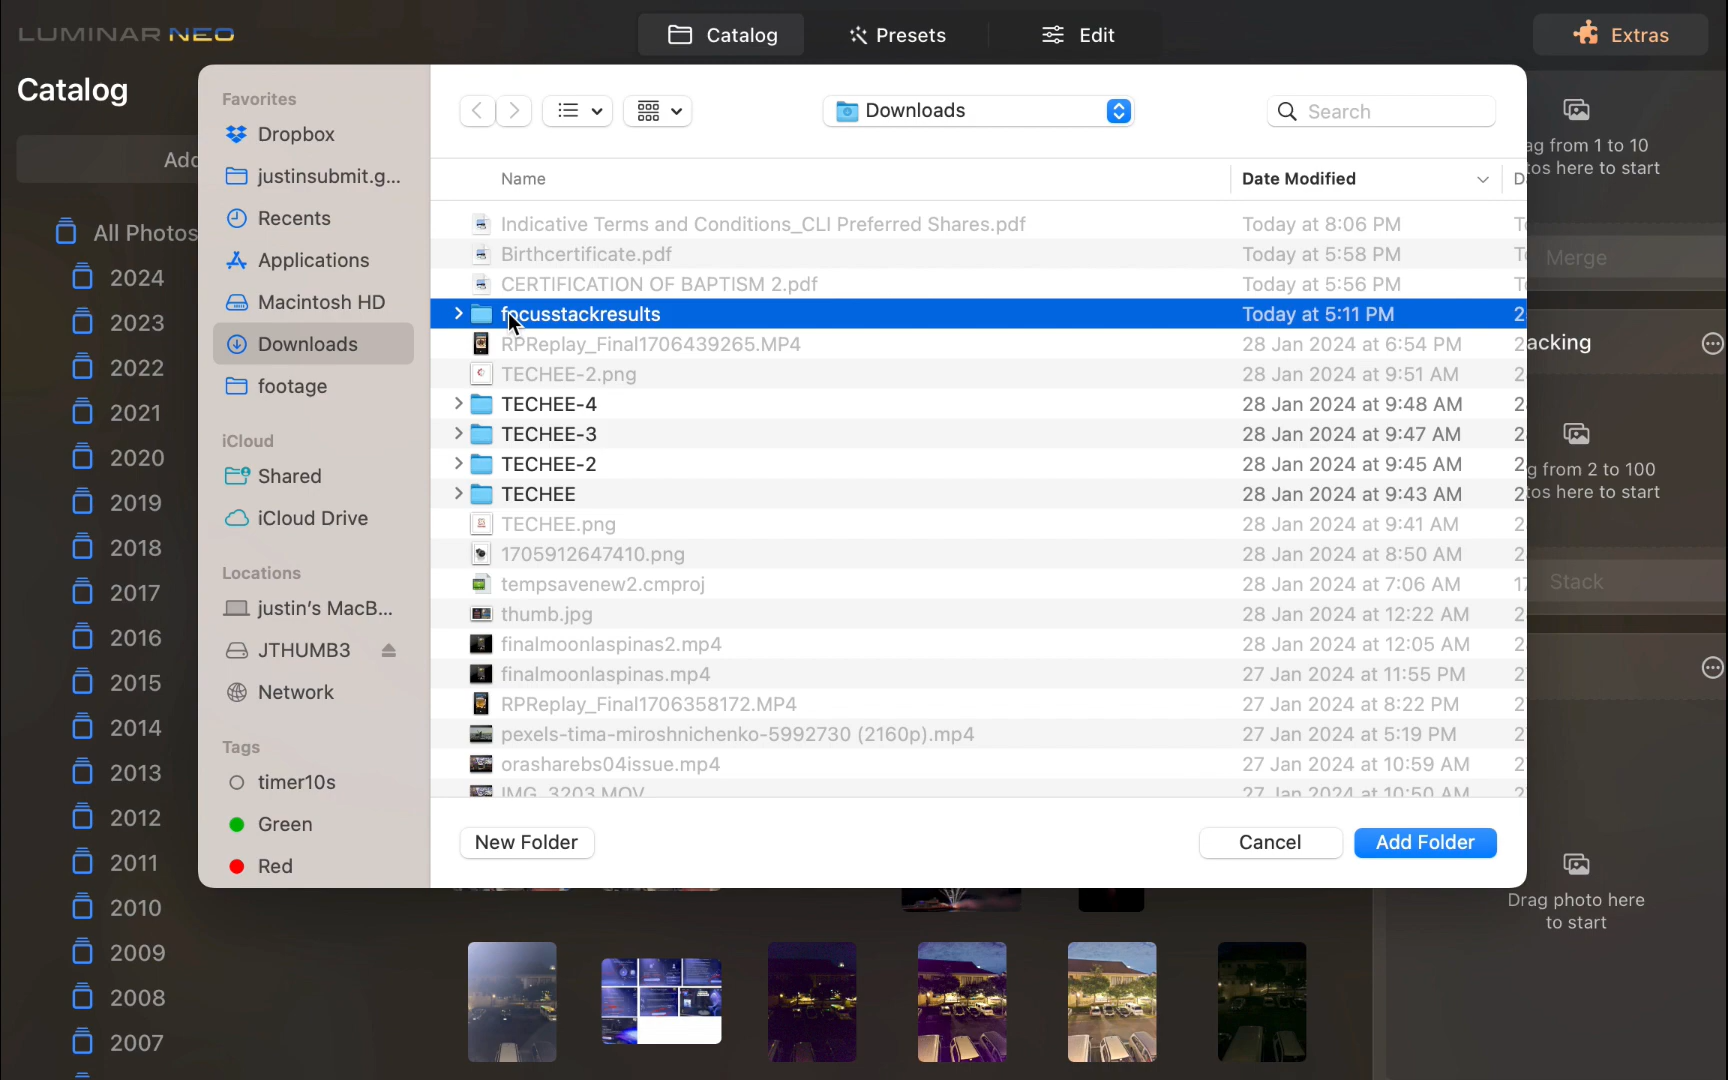 LUMINAR NEO
Catalog
Presets
Edit
Extras
Catalog
All Photos
2024
2023
2022
2021
2020
2019
2018
2017
2016
2015
2014
2013
2012
2011
2010
2009
2008
2007
Favorites
Dropbox
justinsubmit.g...
Recents
Applications
Macintosh HD
Downloads
footage
iCloud
Shared
iCloud Drive
Locations
justin's MacB...
JTHUMB3
Network
Tags
timer10s
Green
Red
Downloads
Search
Name
Date Modified
Indicative Terms and Conditions_CLI Preferred Shares.pdf Today at 8:06 PM
Birthcertificate.pdf Today at 5:58 PM
CERTIFICATION OF BAPTISM 2.pdf Today at 5:56 PM
focusstackresults Today at 5:11 PM
RPReplay_Final1706439265.MP4 28 Jan 2024 at 6:54 PM
TECHEE-2.png 28 Jan 2024 at 9:51 AM
TECHEE-4 28 Jan 2024 at 9:48 AM
TECHEE-3 28 Jan 2024 at 9:47 AM
TECHEE-2 28 Jan 2024 at 9:45 AM
TECHEE 28 Jan 2024 at 9:43 AM
TECHEE.png 28 Jan 2024 at 9:41 AM
1705912647410.png 28 Jan 2024 at 8:50 AM
tempsavenew2.cmproj 28 Jan 2024 at 7:06 AM
thumb.jpg 28 Jan 2024 at 12:22 AM
finalmoonlaspinas2.mp4 28 Jan 2024 at 12:05 AM
finalmoonlaspinas.mp4 27 Jan 2024 at 11:55 PM
RPReplay_Final1706358172.MP4 27 Jan 2024 at 8:22 PM
pexels-tima-miroshnichenko-5992730 (2160p).mp4 27 Jan 2024 at 5:19 PM
orasharebs04issue.mp4 27 Jan 2024 at 10:59 AM
IMG_3203.MOV 27 Jan 2024 at 10:50 AM
New Folder
Cancel
Add Folder
from 1 to 10
here to start
Merge
from 2 to 100
here to start
Stack
Drag photo here
to start